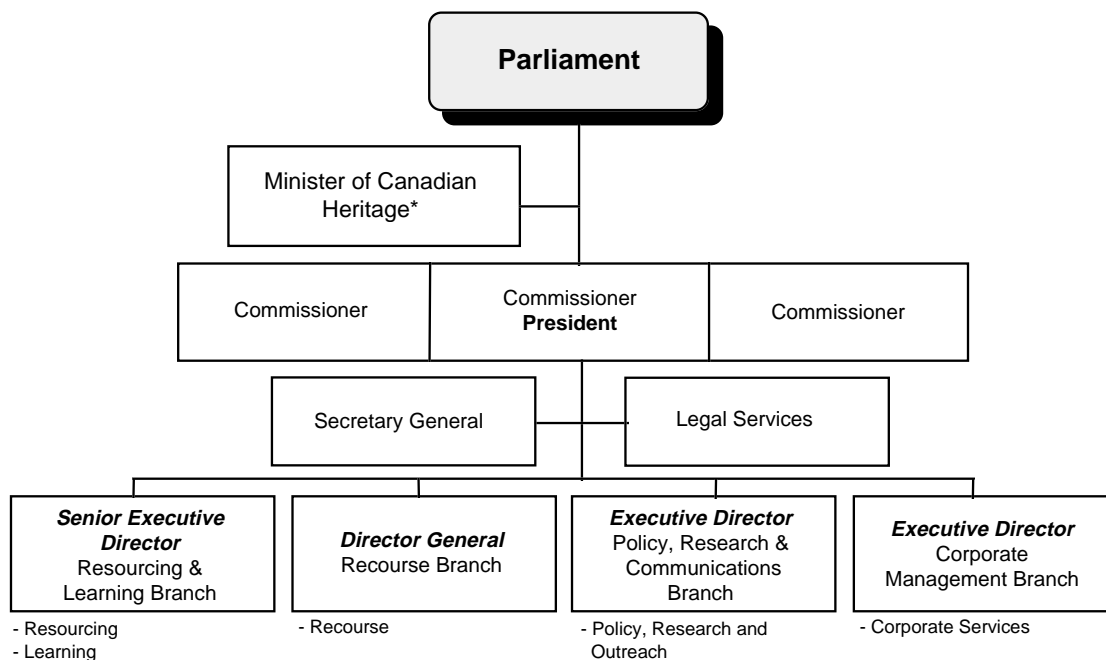 Parliament
Minister of Canadian
Heritage*
Commissioner
Commissioner
President
Commissioner
Secretary General
Legal Services
Senior Executive
Director
Resourcing &
Learning Branch
Director General
Recourse Branch
Executive Director
Policy, Research &
Communications
Branch
Executive Director
Corporate
Management Branch
- Resourcing
- Learning
- Recourse
- Policy, Research and
Outreach
- Corporate Services